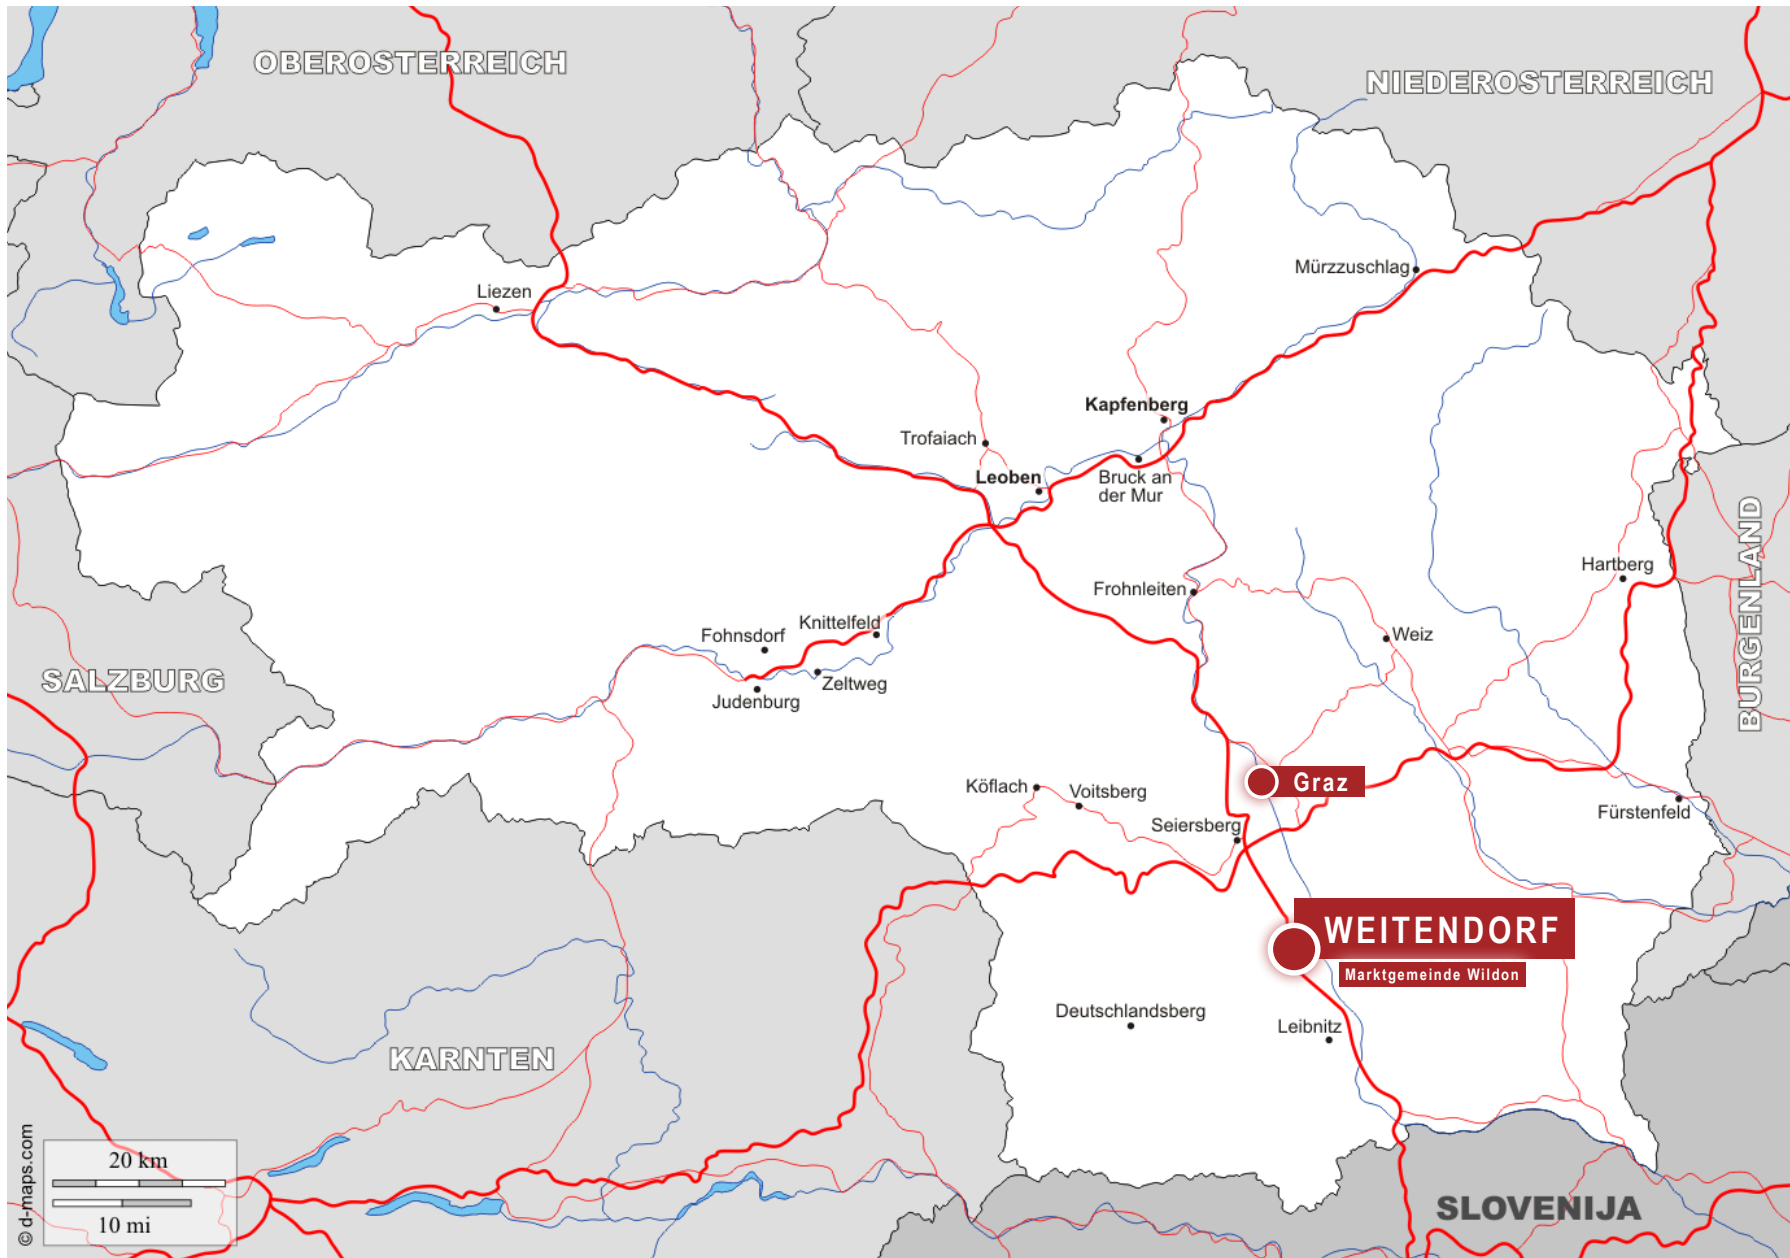 OBEROSTERREICH
NIEDEROSTERREICH
Mürzzuschlag
Liezen
Kapfenberg
Trofaiach
Leoben
Bruck an
der Mur
BURGENLAND
Hartberg
Frohnleiten
Knittelfeld
Fohnsdorf
Weiz
SALZBURG
Zeltweg
Judenburg
Graz
Köflach
Voitsberg
Fürstenfeld
Seiersberg
WEITENDORF
Marktgemeinde Wildon
Deutschlandsberg
Leibnitz
KARNTEN
20 km
10 mi
SLOVENIJA
© d-maps.com